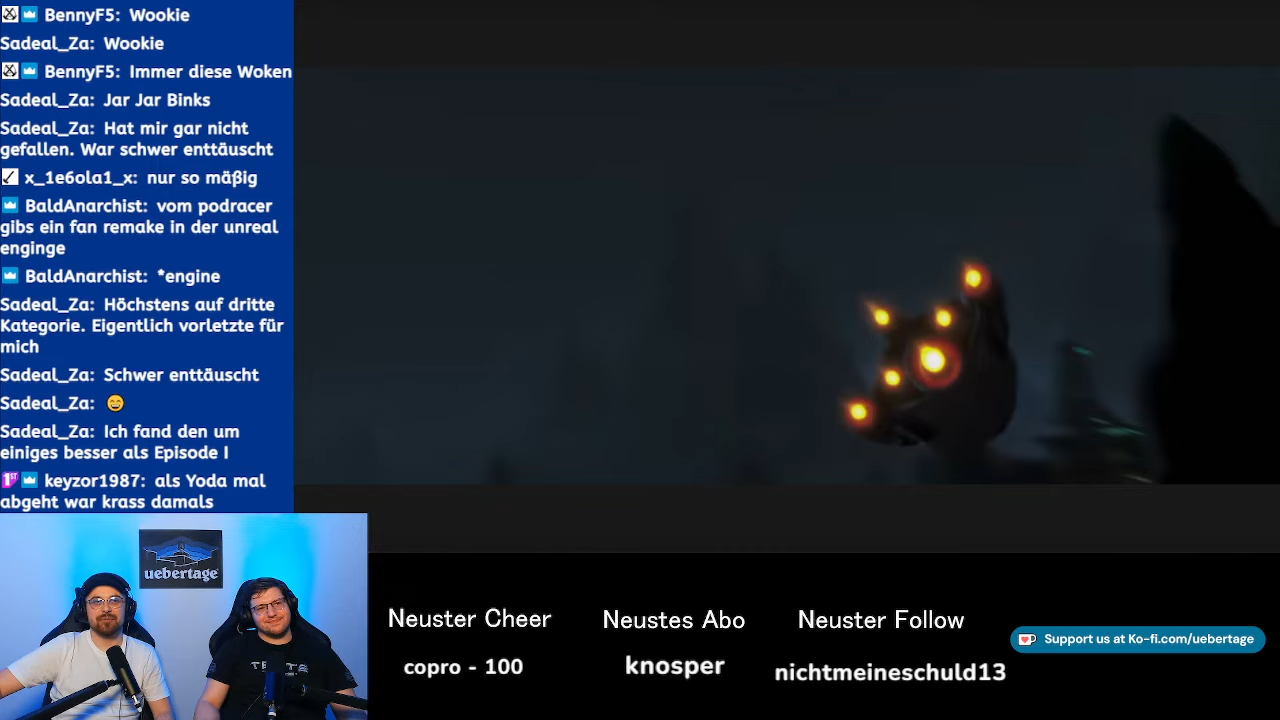 BennyF5: Wookie
Sadeal_Za: Wookie
BennyF5: Immer diese Woken
Sadeal_Za: Jar Jar Binks
Sadeal_Za: Hat mir gar nicht
gefallen. War schwer enttäuscht
x_1e6ola1_x: nur so mäßig
BaldAnarchist: vom podracer
gibs ein fan remake in der unreal
enginge
BaldAnarchist: *engine
Sadeal_Za: Höchstens auf dritte
Kategorie. Eigentlich vorletzte für
mich
Sadeal_Za: Schwer enttäuscht
Sadeal_Za: 😄
Sadeal_Za: Ich fand den um
einiges besser als Episode I
1ST keyzor1987: als Yoda mal
abgeht war krass damals
uebertage
Neuster Cheer
copro - 100
Neustes Abo
knosper
Neuster Follow
nichtmeineschuld13
Support us at Ko-fi.com/uebertage